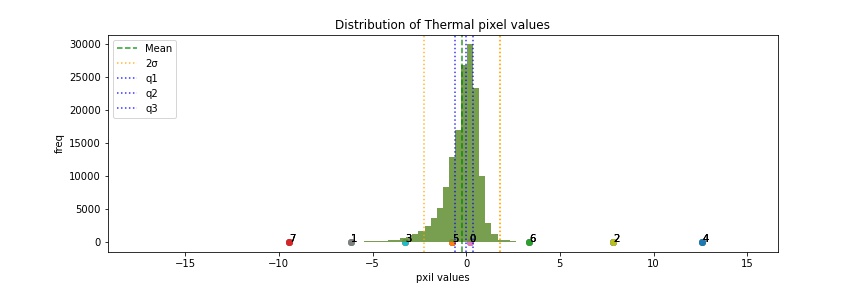 Distribution of Thermal pixel values
Mean
2σ
q1
q2
q3
freq
30000
25000
20000
15000
10000
5000
0
7 1 3 5 0 6 2 4
−15 −10 −5 0 5 10 15
pxil values